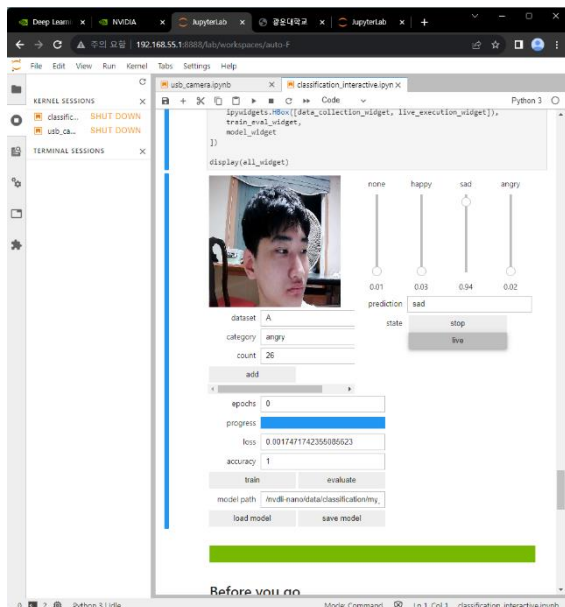 Deep Learni
NVIDIA
JupyterLab
광운대학교
JupyterLab
주의 요함
192.168.55.1:8888/lab/workspaces/auto-F
File Edit View Run Kernel Tabs Settings Help
KERNEL SESSIONS
classific... SHUT DOWN
usb_ca... SHUT DOWN
TERMINAL SESSIONS
usb_camera.ipynb
classification_interactive.ipyn
Code
Python 3
ipywidgets.HBox([data_collection_widget, live_execution_widget]),
train_eval_widget,
model_widget
])
display(all_widget)
none happy sad angry
0.01 0.03 0.94 0.02
prediction sad
state stop
live
dataset A
category angry
count 26
add
epochs 0
progress
loss 0.0017471742355085623
accuracy 1
train evaluate
model path /nvdli-nano/data/classification/my_
load model save model
Before you go
0 2 Python 3 | Idle
Mode: Command Ln 1, Col 1 classification_interactive.ipynb